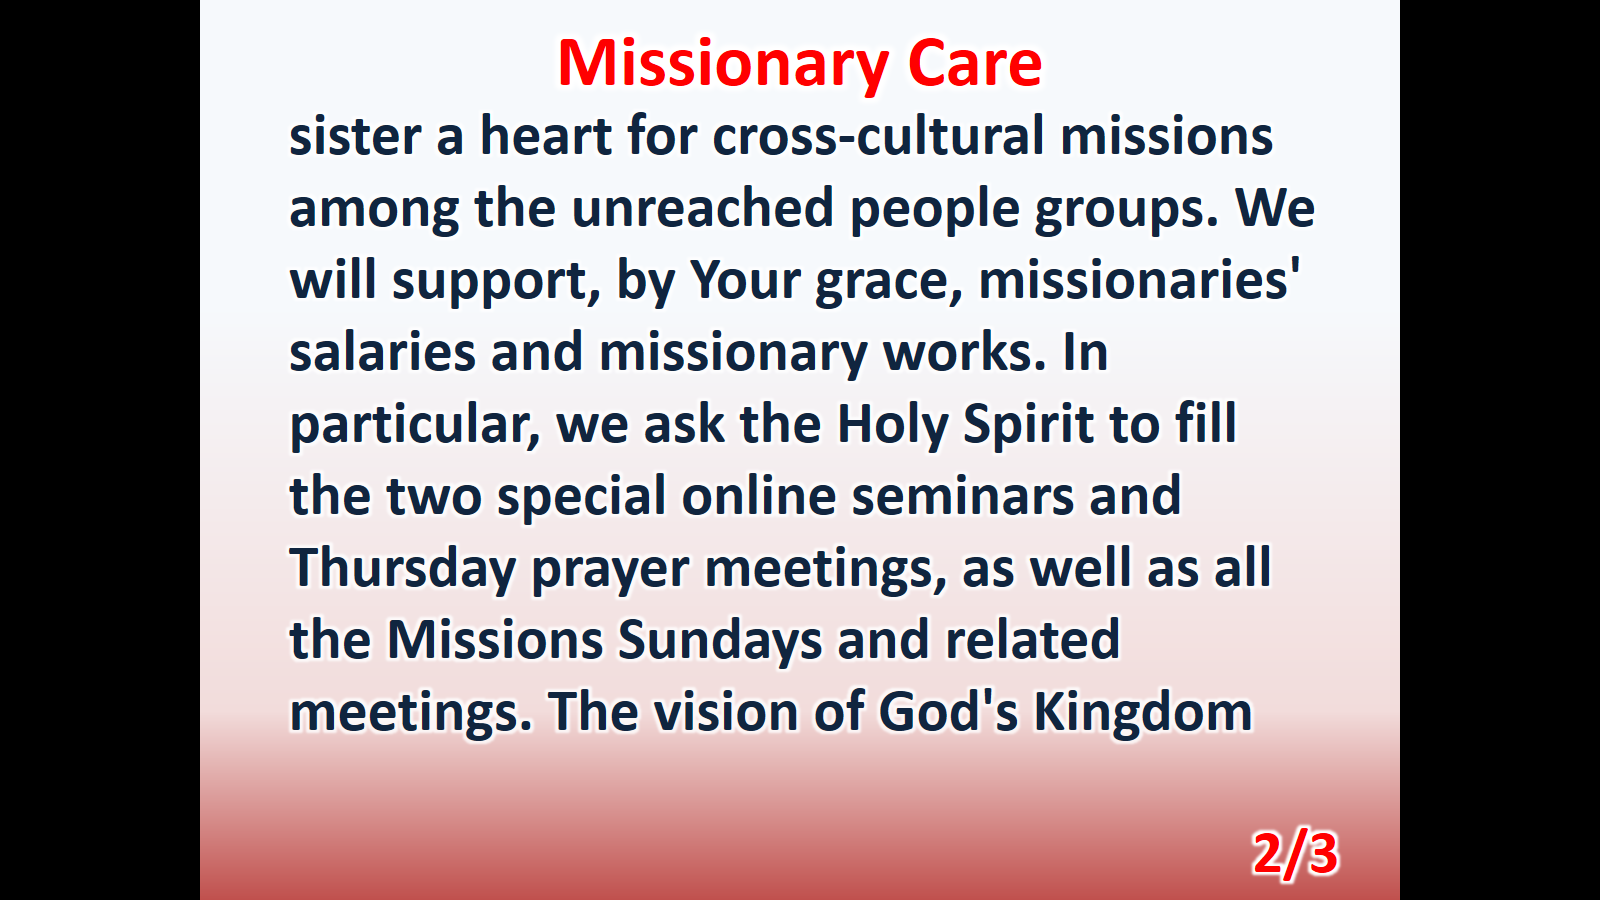 Missionary Care
sister a heart for cross-cultural missions
among the unreached people groups. We
will support, by Your grace, missionaries'
salaries and missionary works. In
particular, we ask the Holy Spirit to fill
the two special online seminars and
Thursday prayer meetings, as well as all
the Missions Sundays and related
meetings. The vision of God's Kingdom
2/3